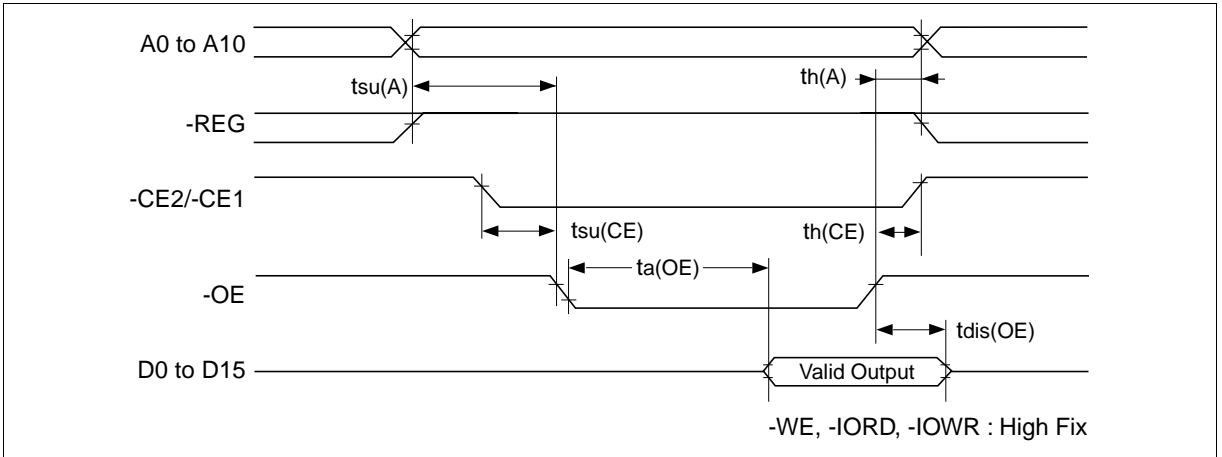 A0 to A10
tsu(A)
th(A)
-REG
-CE2/-CE1
tsu(CE)
th(CE)
ta(OE)
-OE
tdis(OE)
D0 to D15
Valid Output
-WE, -IORD, -IOWR : High Fix